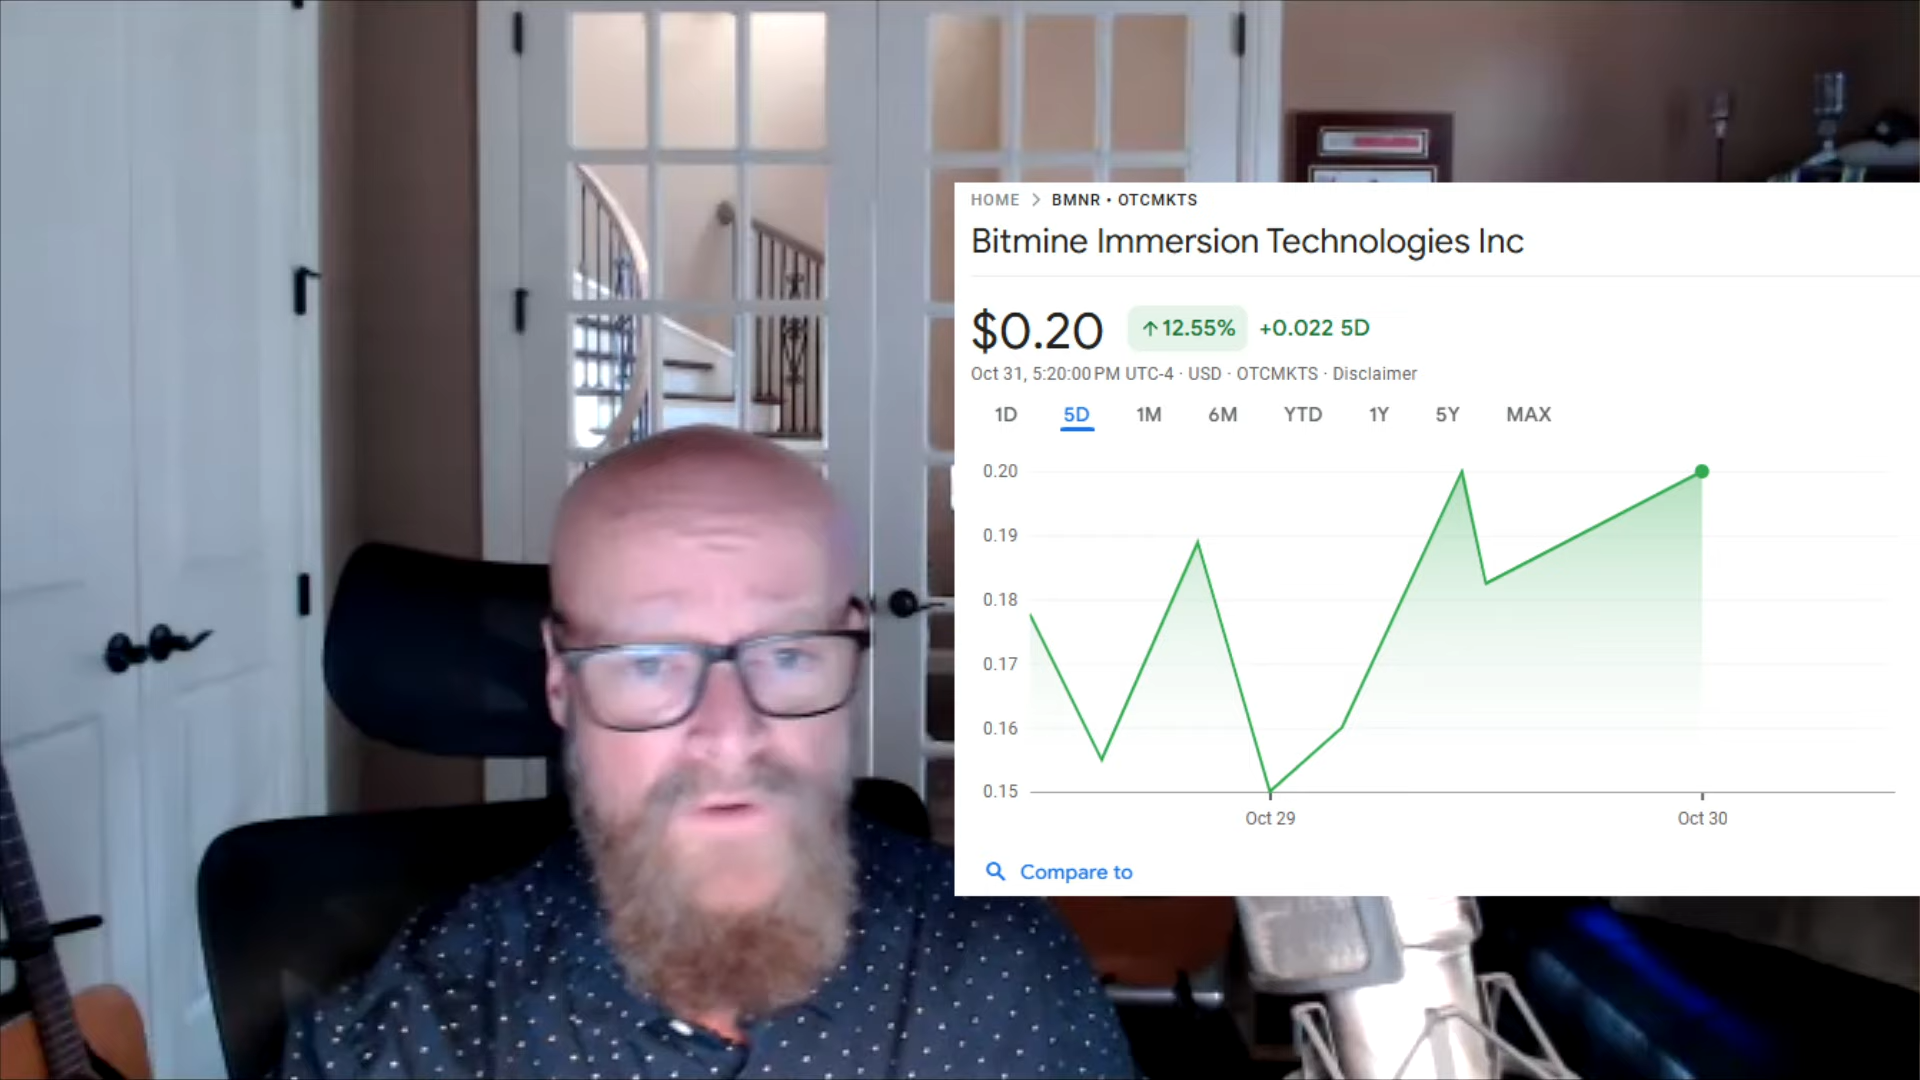 HOME > BMNR • OTCMKTS
Bitmine Immersion Technologies Inc
$0.20 ↑12.55% +0.022 5D
Oct 31, 5:20:00 PM UTC-4 · USD · OTCMKTS · Disclaimer
1D 5D 1M 6M YTD 1Y 5Y MAX
0.20
0.19
0.18
0.17
0.16
0.15
Oct 29 Oct 30
Compare to